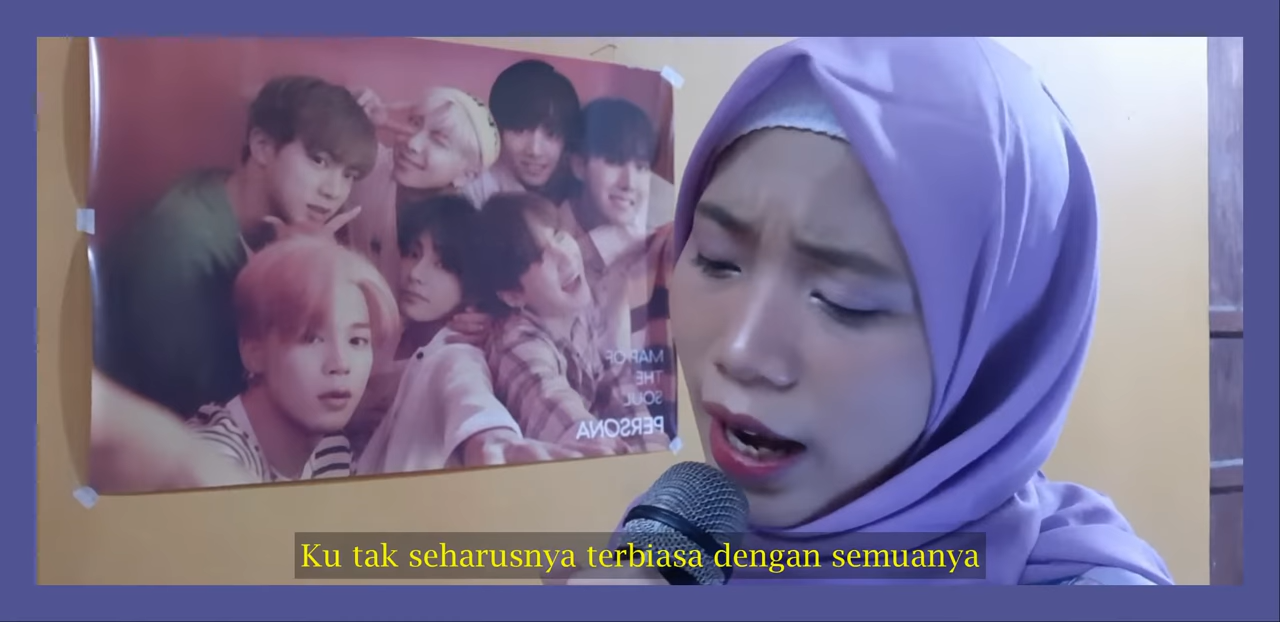 MAP OF
THE
SOUL
PERSONA
Ku tak seharusnya terbiasa dengan semuanya